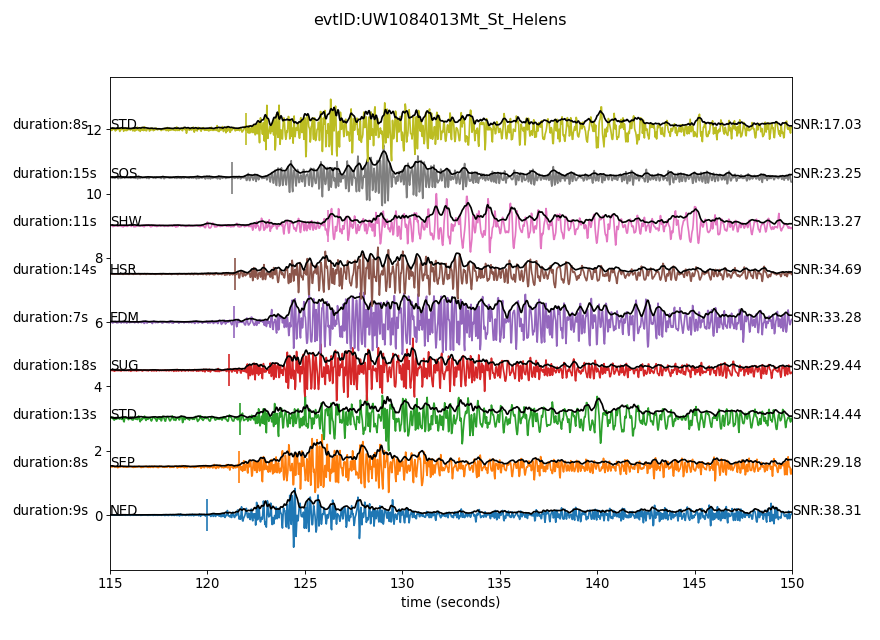 evtID:UW1084013Mt_St_Helens
duration:8s 12 STD SNR:17.03
duration:15s SOS SNR:23.25
10
duration:11s SHW SNR:13.27
8
duration:14s HSR SNR:34.69
duration:7s EDM SNR:33.28
6
duration:18s SUG SNR:29.44
4
duration:13s STD SNR:14.44
2
duration:8s SEP SNR:29.18
duration:9s NED SNR:38.31
0
115 120 125 130 135 140 145 150
time (seconds)